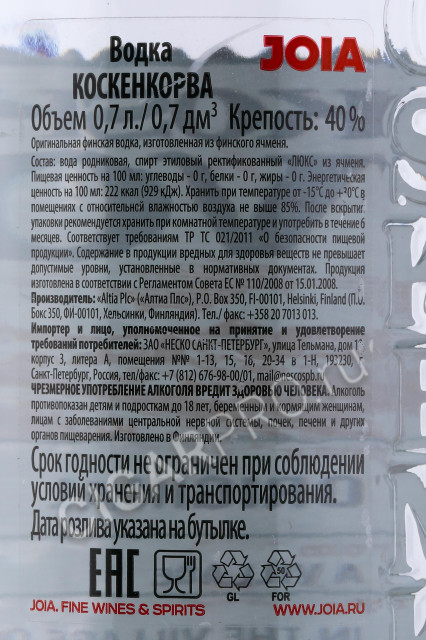 Водка
JOIA
КОСКЕНКОРВА
Объем 0,7 л./ 0,7 дм³ Крепость: 40%
Оригинальная финская водка, изготовленная из финского ячменя.
Состав: вода родниковая, спирт этиловый ректификованный «ЛЮКС» из ячменя.
Пищевая ценность на 100 мл: углеводы - 0 г, белки - 0 г, жиры - 0 г. Энергетическая
ценность на 100 мл: 222 ккал (929 кДж). Хранить при температуре от -15°C до +30°C в
помещениях с относительной влажностью воздуха не выше 85%. После вскрытия
упаковки рекомендуется хранить при комнатной температуре и употребить в течение 6
месяцев. Соответствует требованиям ТР ТС 021/2011 «О безопасности пищевой
продукции». Содержание в продукции вредных для здоровья веществ не превышает
допустимые уровни, установленные в нормативных документах. Продукция
изготовлена в соответствии с Регламентом Совета ЕС № 110/2008 от 15.01.2008.
Производитель: «Altia Plc» («Алтиа Плс»), P.O. Box 350, FI-00101, Helsinki, Finland (П.о.
Бокс 350, ФИ-00101, Хельсинки, Финляндия). Тел./ факс: +358 20 7013 013.
Импортер и лицо, уполномоченное на принятие и удовлетворение
требований потребителей: ЗАО «НЕСКО САНКТ-ПЕТЕРБУРГ», улица Тельмана, дом
корпус 3, литер А, помещения №№ 1-13, 15, 16, 20-34 в 1-Н, 192230, г.
Санкт-Петербург, Россия, тел/факс: +7 (812) 676-98-00/01, mail@nescospb.ru
ЧРЕЗМЕРНОЕ УПОТРЕБЛЕНИЕ АЛКОГОЛЯ ВРЕДИТ ЗДОРОВЬЮ ЧЕЛОВЕКА. Алкоголь
противопоказан детям и подросткам до 18 лет, беременным и кормящим женщинам,
лицам с заболеваниями центральной нервной системы, почек, печени и других
органов пищеварения. Изготовлено в Финляндии.
Срок годности не ограничен при соблюдении
условий хранения и транспортирования.
Дата розлива указана на бутылке.
EAC
GL
50
FOR
JOIA. FINE WINES & SPIRITS
WWW.JOIA.RU
CIGARPRO.RU